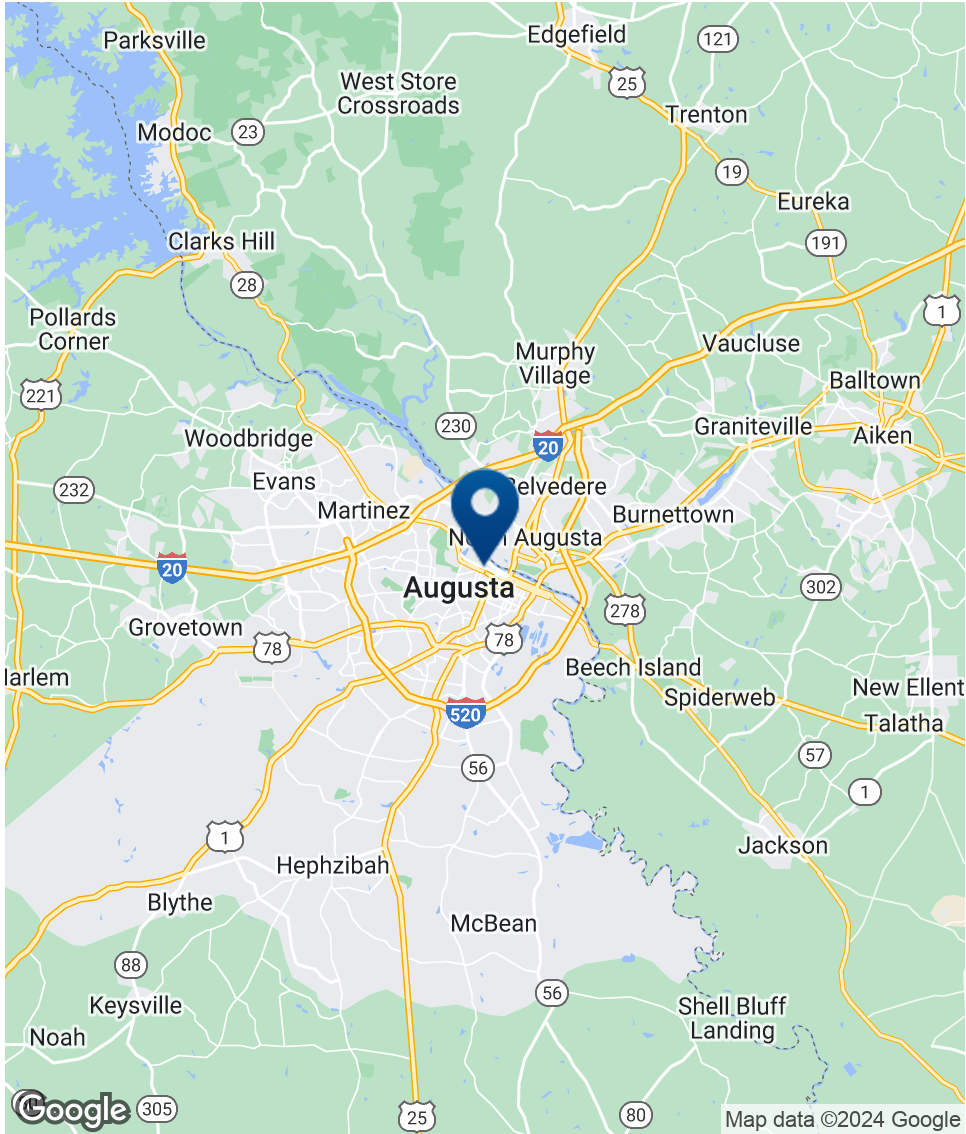 Parksville
Edgefield
121
West Store
Crossroads
25
Trenton
Modoc
23
19
Eureka
Clarks Hill
191
28
1
Pollards
Corner
Murphy
Village
Vaucluse
Balltown
221
230
Graniteville
Woodbridge
20
Aiken
Evans
232
Belvedere
Martinez
Burnettown
North Augusta
20
Augusta
302
278
Grovetown
78
78
Beech Island
Harlem
Spiderweb
New Ellent
Talatha
520
56
57
1
1
Jackson
Hephzibah
Blythe
McBean
88
56
Keysville
Shell Bluff
Landing
Noah
Google
305
25
80
Map data ©2024 Google